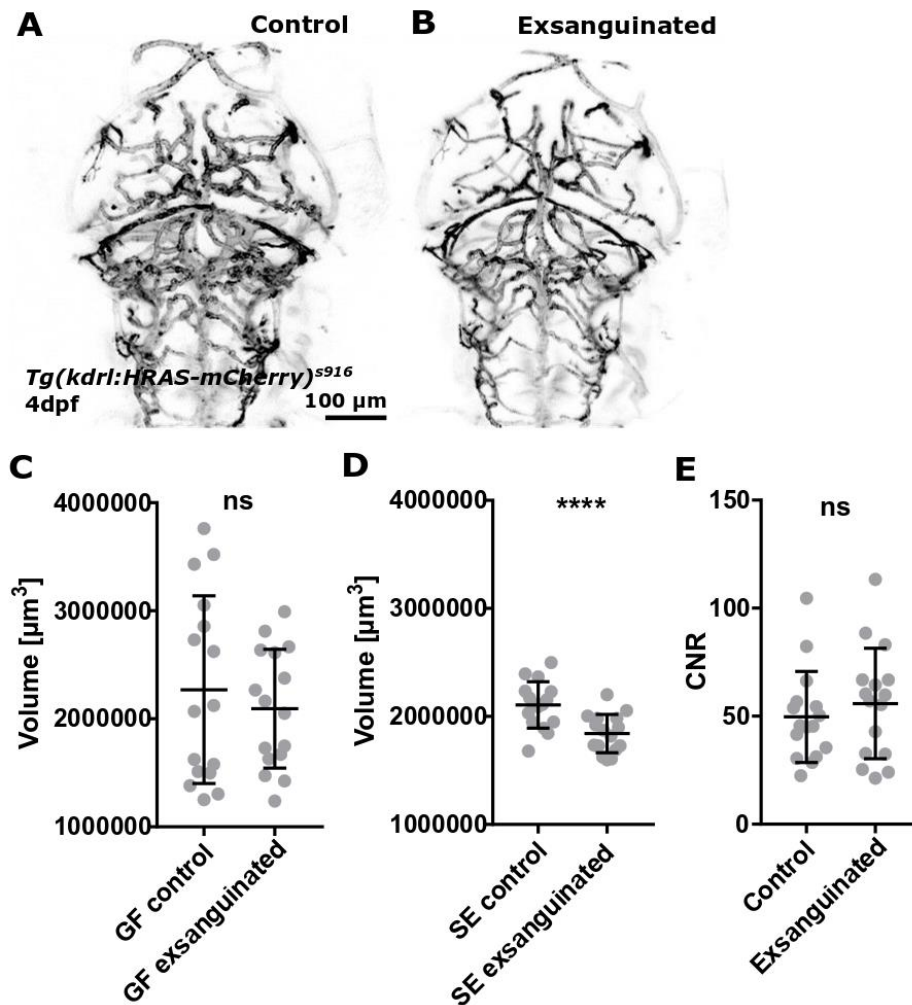 A Control B Exsanguinated
Tg(kdrl:HRAS-mCherry)s916
4dpf 100 µm
C D E
ns **** ns
Volume [µm3]
4000000
3000000
2000000
1000000
GF control
GF exsanguinated
Volume [µm3]
4000000
3000000
2000000
1000000
SE control
SE exsanguinated
CNR
150
100
50
0
Control
Exsanguinated